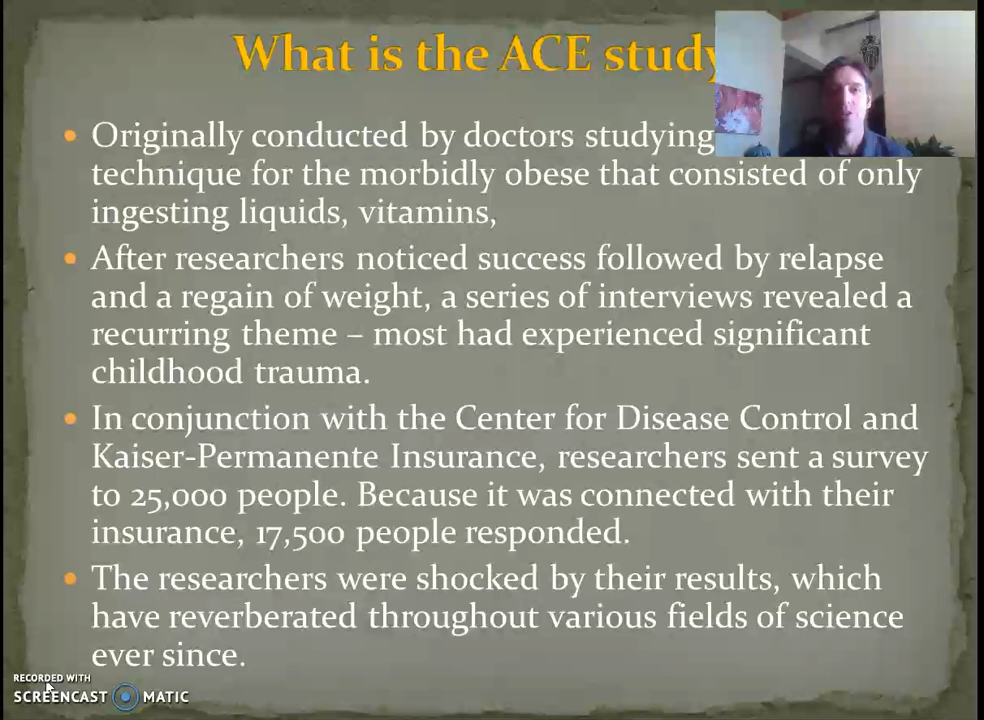 What is the ACE study
• Originally conducted by doctors studying
technique for the morbidly obese that consisted of only
ingesting liquids, vitamins,
• After researchers noticed success followed by relapse
and a regain of weight, a series of interviews revealed a
recurring theme – most had experienced significant
childhood trauma.
• In conjunction with the Center for Disease Control and
Kaiser-Permanente Insurance, researchers sent a survey
to 25,000 people. Because it was connected with their
insurance, 17,500 people responded.
• The researchers were shocked by their results, which
have reverberated throughout various fields of science
ever since.
RECORDED WITH
SCREENCAST MATIC